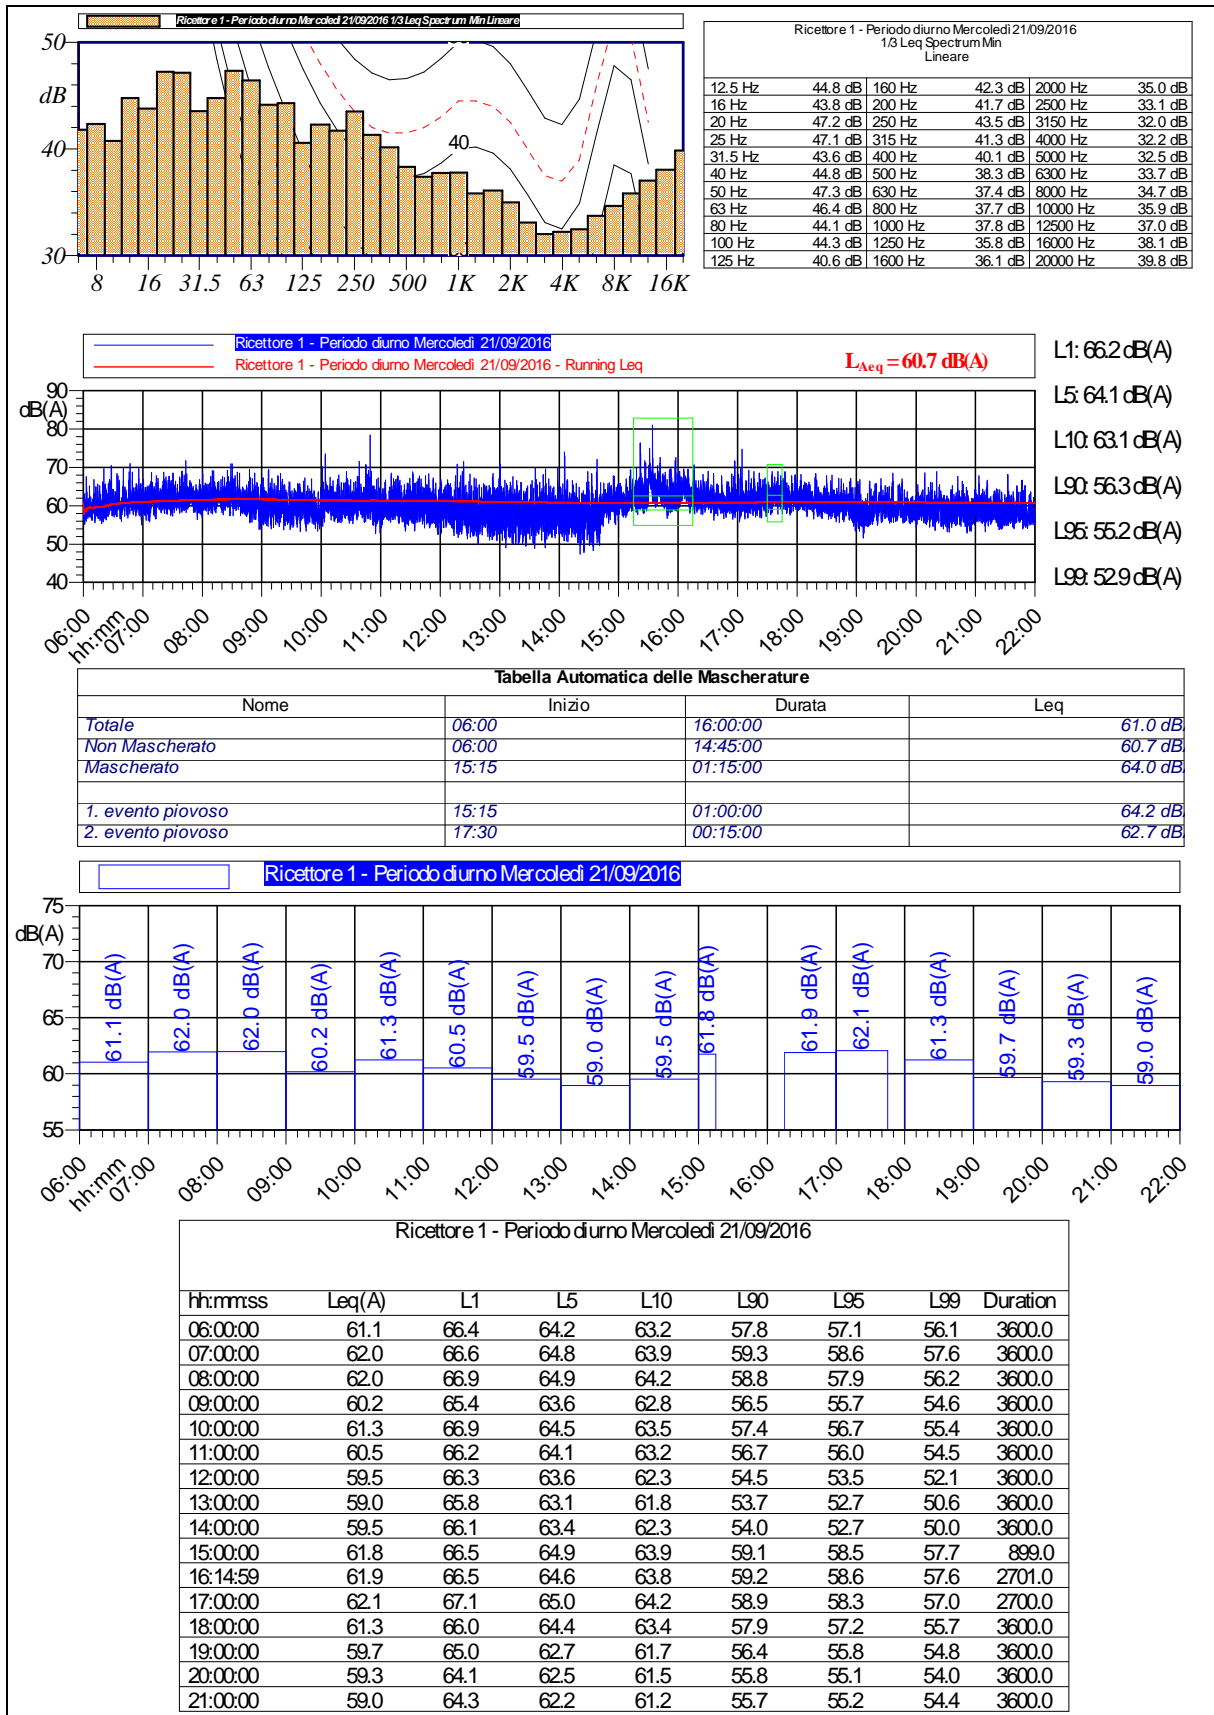 Ricettore 1 - Periodo diurno Mercoledì 21/09/2016 1/3 Leq Spectrum Min Lineare
50
dB
40
30
40
8 16 31.5 63 125 250 500 1K 2K 4K 8K 16K
Ricettore 1 - Periodo diurno Mercoledì 21/09/2016
1/3 Leq Spectrum Min
Lineare
12.5 Hz 44.8 dB 160 Hz 42.3 dB 2000 Hz 35.0 dB
16 Hz 43.8 dB 200 Hz 41.7 dB 2500 Hz 33.1 dB
20 Hz 47.2 dB 250 Hz 43.5 dB 3150 Hz 32.0 dB
25 Hz 47.1 dB 315 Hz 41.3 dB 4000 Hz 32.2 dB
31.5 Hz 43.6 dB 400 Hz 40.1 dB 5000 Hz 32.5 dB
40 Hz 44.8 dB 500 Hz 38.3 dB 6300 Hz 33.7 dB
50 Hz 47.3 dB 630 Hz 37.4 dB 8000 Hz 34.7 dB
63 Hz 46.4 dB 800 Hz 37.7 dB 10000 Hz 35.9 dB
80 Hz 44.1 dB 1000 Hz 37.8 dB 12500 Hz 37.0 dB
100 Hz 44.3 dB 1250 Hz 35.8 dB 16000 Hz 38.1 dB
125 Hz 40.6 dB 1600 Hz 36.1 dB 20000 Hz 39.8 dB
Ricettore 1 - Periodo diurno Mercoledì 21/09/2016
Ricettore 1 - Periodo diurno Mercoledì 21/09/2016 - Running Leq
LAeq = 60.7 dB(A)
L1: 66.2 dB(A)
L5: 64.1 dB(A)
L10: 63.1 dB(A)
L90: 56.3 dB(A)
L95: 55.2 dB(A)
L99: 52.9 dB(A)
90
dB(A)
80
70
60
50
40
06:00 07:00 08:00 09:00 10:00 11:00 12:00 13:00 14:00 15:00 16:00 17:00 18:00 19:00 20:00 21:00 22:00
hh:mm
Tabella Automatica delle Mascherature
Nome Inizio Durata Leq
Totale 06:00 16:00:00 61.0 dB
Non Mascherato 06:00 14:45:00 60.7 dB
Mascherato 15:15 01:15:00 64.0 dB
1. evento piovoso 15:15 01:00:00 64.2 dB
2. evento piovoso 17:30 00:15:00 62.7 dB
Ricettore 1 - Periodo diurno Mercoledì 21/09/2016
75
dB(A)
70
65
60
55
61.1 dB(A)
62.0 dB(A)
62.0 dB(A)
60.2 dB(A)
61.3 dB(A)
60.5 dB(A)
59.5 dB(A)
59.0 dB(A)
59.5 dB(A)
61.8 dB(A)
61.9 dB(A)
62.1 dB(A)
61.3 dB(A)
59.7 dB(A)
59.3 dB(A)
59.0 dB(A)
06:00 07:00 08:00 09:00 10:00 11:00 12:00 13:00 14:00 15:00 16:00 17:00 18:00 19:00 20:00 21:00 22:00
hh:mm
Ricettore 1 - Periodo diurno Mercoledì 21/09/2016
hh:mm:ss Leq(A) L1 L5 L10 L90 L95 L99 Duration
06:00:00 61.1 66.4 64.2 63.2 57.8 57.1 56.1 3600.0
07:00:00 62.0 66.6 64.8 63.9 59.3 58.6 57.6 3600.0
08:00:00 62.0 66.9 64.9 64.2 58.8 57.9 56.2 3600.0
09:00:00 60.2 65.4 63.6 62.8 56.5 55.7 54.6 3600.0
10:00:00 61.3 66.9 64.5 63.5 57.4 56.7 55.4 3600.0
11:00:00 60.5 66.2 64.1 63.2 56.7 56.0 54.5 3600.0
12:00:00 59.5 66.3 63.6 62.3 54.5 53.5 52.1 3600.0
13:00:00 59.0 65.8 63.1 61.8 53.7 52.7 50.6 3600.0
14:00:00 59.5 66.1 63.4 62.3 54.0 52.7 50.0 3600.0
15:00:00 61.8 66.5 64.9 63.9 59.1 58.5 57.7 899.0
16:14:59 61.9 66.5 64.6 63.8 59.2 58.6 57.6 2701.0
17:00:00 62.1 67.1 65.0 64.2 58.9 58.3 57.0 2700.0
18:00:00 61.3 66.0 64.4 63.4 57.9 57.2 55.7 3600.0
19:00:00 59.7 65.0 62.7 61.7 56.4 55.8 54.8 3600.0
20:00:00 59.3 64.1 62.5 61.5 55.8 55.1 54.0 3600.0
21:00:00 59.0 64.3 62.2 61.2 55.7 55.2 54.4 3600.0